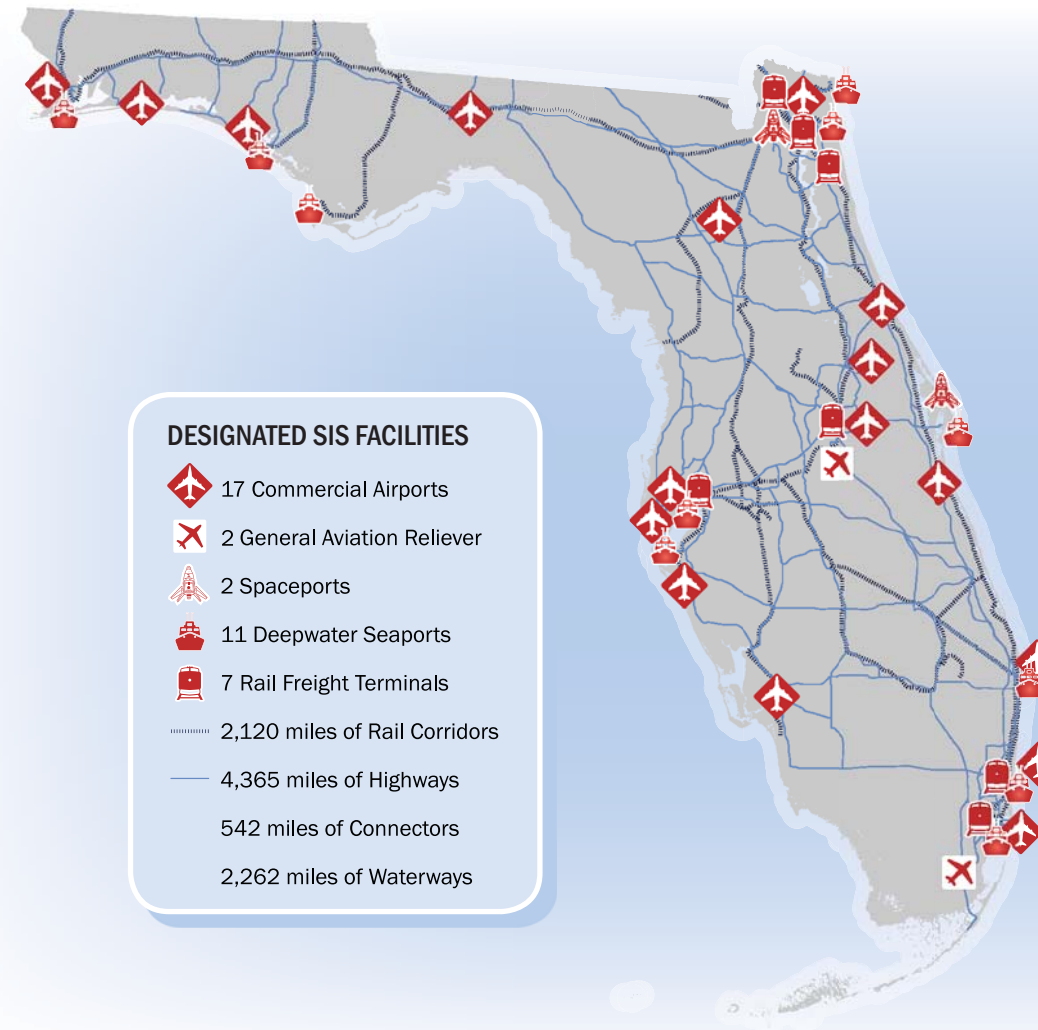 DESIGNATED SIS FACILITIES
17 Commercial Airports
2 General Aviation Reliever
2 Spaceports
11 Deepwater Seaports
7 Rail Freight Terminals
2,120 miles of Rail Corridors
4,365 miles of Highways
542 miles of Connectors
2,262 miles of Waterways